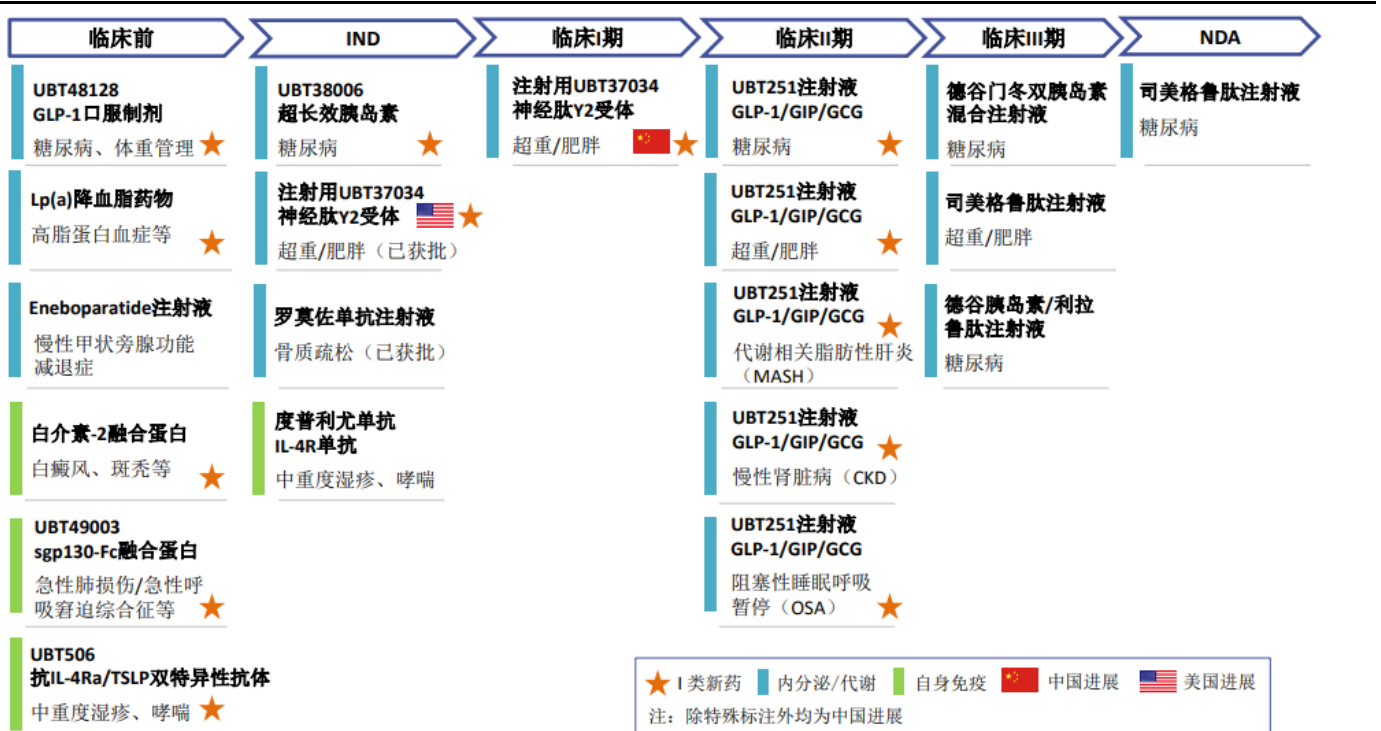 临床前
IND
临床I期
临床II期
临床III期
NDA
UBT48128
GLP-1口服制剂
糖尿病、体重管理
Lp(a)降血脂药物
高脂蛋白血症等
Eneboparatide注射液
慢性甲状旁腺功能
减退症
白介素-2融合蛋白
白癜风、斑秃等
UBT49003
sgp130-Fc融合蛋白
急性肺损伤/急性呼
吸窘迫综合征等
UBT506
抗IL-4Ra/TSLP双特异性抗体
中重度湿疹、哮喘
UBT38006
超长效胰岛素
糖尿病
注射用UBT37034
神经肽Y2受体
超重/肥胖（已获批）
罗莫佐单抗注射液
骨质疏松（已获批）
度普利尤单抗
IL-4R单抗
中重度湿疹、哮喘
注射用UBT37034
神经肽Y2受体
超重/肥胖
UBT251注射液
GLP-1/GIP/GCG
糖尿病
UBT251注射液
GLP-1/GIP/GCG
超重/肥胖
UBT251注射液
GLP-1/GIP/GCG
代谢相关脂肪性肝炎
（MASH）
UBT251注射液
GLP-1/GIP/GCG
慢性肾脏病（CKD）
UBT251注射液
GLP-1/GIP/GCG
阻塞性睡眠呼吸
暂停（OSA）
德谷门冬双胰岛素
混合注射液
糖尿病
司美格鲁肽注射液
超重/肥胖
德谷胰岛素/利拉
鲁肽注射液
糖尿病
司美格鲁肽注射液
糖尿病
I 类新药 内分泌/代谢 自身免疫 中国进展 美国进展
注：除特殊标注外均为中国进展